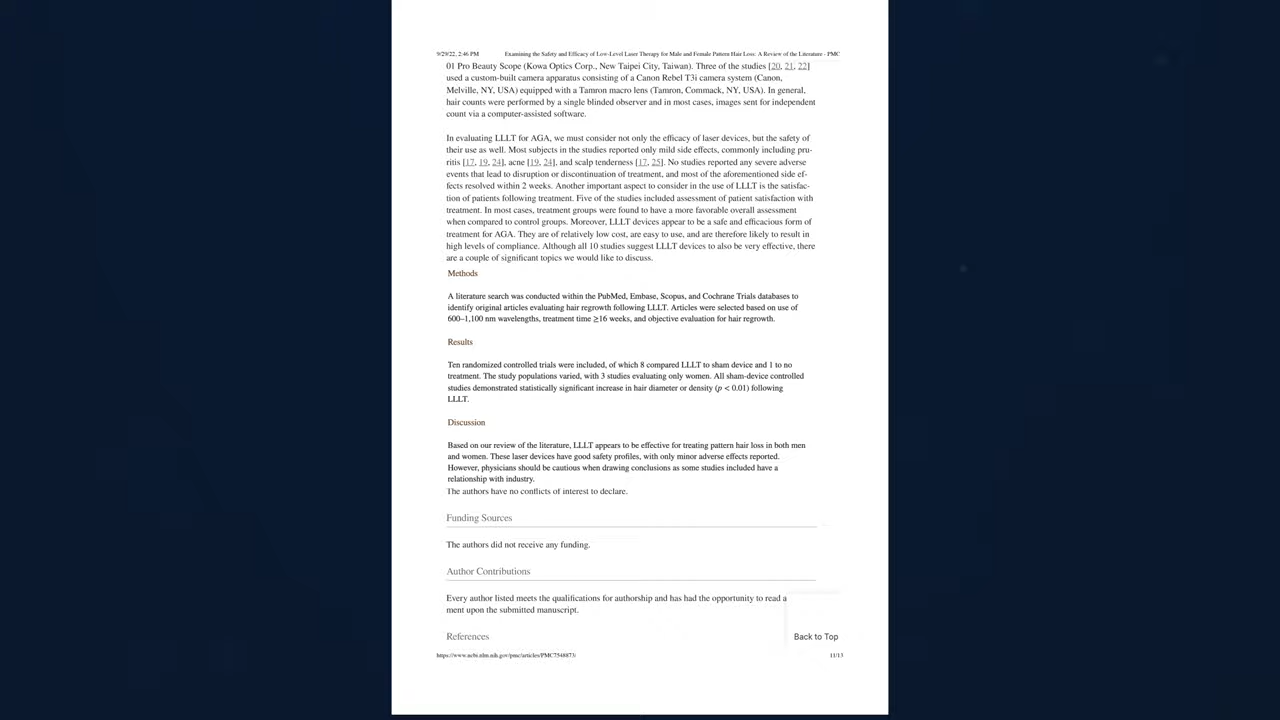 9/29/22, 2:46 PM Examining the Safety and Efficacy of Low-Level Laser Therapy for Male and Female Pattern Hair Loss: A Review of the Literature - PMC
01 Pro Beauty Scope (Kowa Optics Corp., New Taipei City, Taiwan). Three of the studies [20, 21, 22]
used a custom-built camera apparatus consisting of a Canon Rebel T3i camera system (Canon,
Melville, NY, USA) equipped with a Tamron macro lens (Tamron, Commack, NY, USA). In general,
hair counts were performed by a single blinded observer and in most cases, images sent for independent
count via a computer-assisted software.
In evaluating LLLT for AGA, we must consider not only the efficacy of laser devices, but the safety of
their use as well. Most subjects in the studies reported only mild side effects, commonly including pru-
ritis [17, 19, 24], acne [19, 24], and scalp tenderness [17, 25]. No studies reported any severe adverse
events that lead to disruption or discontinuation of treatment, and most of the aforementioned side ef-
fects resolved within 2 weeks. Another important aspect to consider in the use of LLLT is the satisfac-
tion of patients following treatment. Five of the studies included assessment of patient satisfaction with
treatment. In most cases, treatment groups were found to have a more favorable overall assessment
when compared to control groups. Moreover, LLLT devices appear to be a safe and efficacious form of
treatment for AGA. They are of relatively low cost, are easy to use, and are therefore likely to result in
high levels of compliance. Although all 10 studies suggest LLLT devices to also be very effective, there
are a couple of significant topics we would like to discuss.
Methods
A literature search was conducted within the PubMed, Embase, Scopus, and Cochrane Trials databases to
identify original articles evaluating hair regrowth following LLLT. Articles were selected based on use of
600–1,100 nm wavelengths, treatment time ≥16 weeks, and objective evaluation for hair regrowth.
Results
Ten randomized controlled trials were included, of which 8 compared LLLT to sham device and 1 to no
treatment. The study populations varied, with 3 studies evaluating only women. All sham-device controlled
studies demonstrated statistically significant increase in hair diameter or density (p < 0.01) following
LLLT.
Discussion
Based on our review of the literature, LLLT appears to be effective for treating pattern hair loss in both men
and women. These laser devices have good safety profiles, with only minor adverse effects reported.
However, physicians should be cautious when drawing conclusions as some studies included have a
relationship with industry.
The authors have no conflicts of interest to declare.
Funding Sources
The authors did not receive any funding.
Author Contributions
Every author listed meets the qualifications for authorship and has had the opportunity to read a
ment upon the submitted manuscript.
References
Back to Top
https://www.ncbi.nlm.nih.gov/pmc/articles/PMC7548873/ 11/13